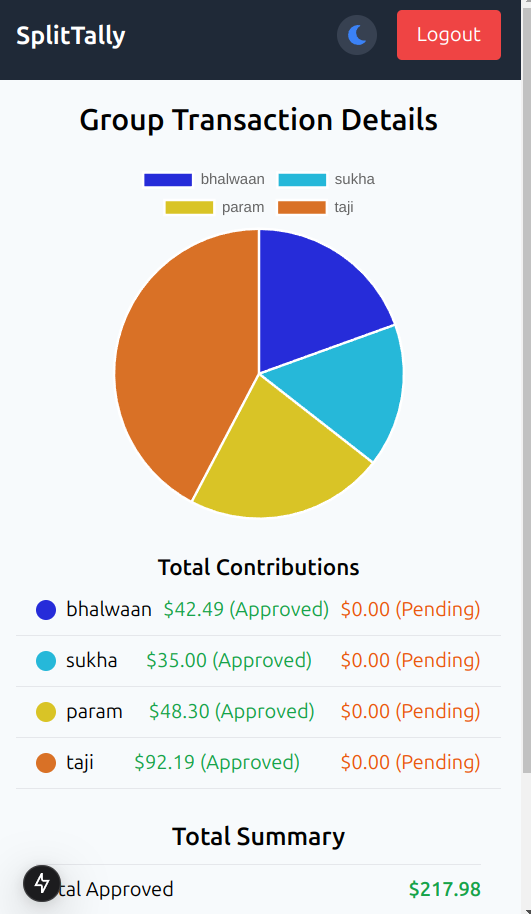 SplitTally
Logout
Group Transaction Details
bhalwaan sukha
param taji
Total Contributions
bhalwaan $42.49 (Approved) $0.00 (Pending)
sukha $35.00 (Approved) $0.00 (Pending)
param $48.30 (Approved) $0.00 (Pending)
taji $92.19 (Approved) $0.00 (Pending)
Total Summary
tal Approved $217.98